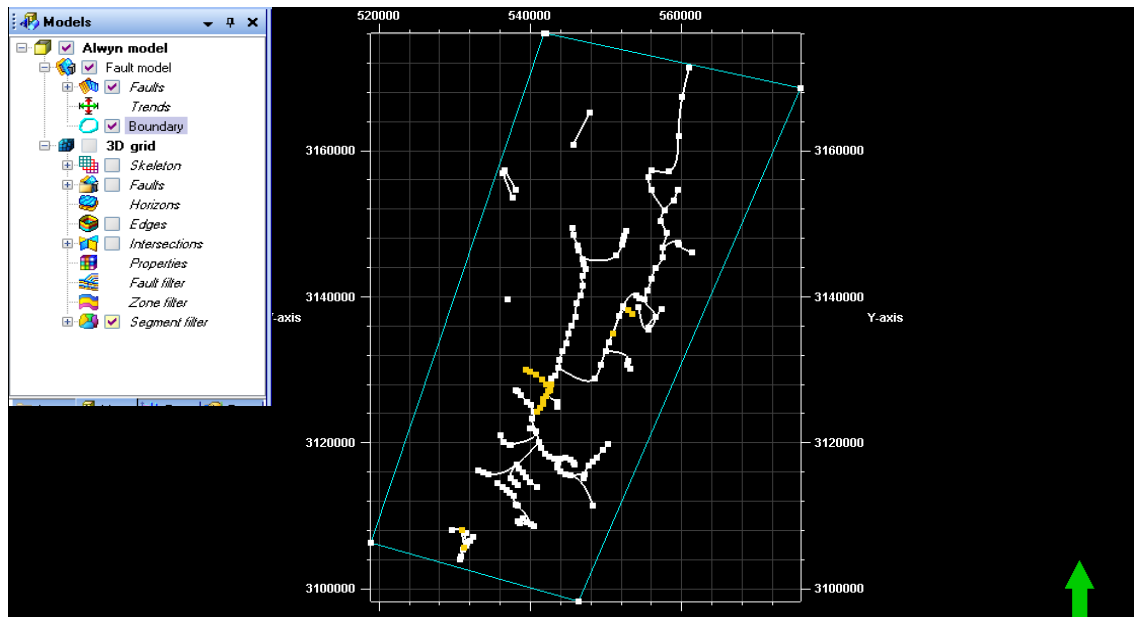 Models
Alwyn model
Fault model
Faults
Trends
Boundary
3D grid
Skeleton
Faults
Horizons
Edges
Intersections
Properties
Fault filter
Zone filter
Segment filter
520000 540000 560000
3160000 3160000
3140000 3140000
-axis Y-axis
3120000 3120000
3100000 3100000